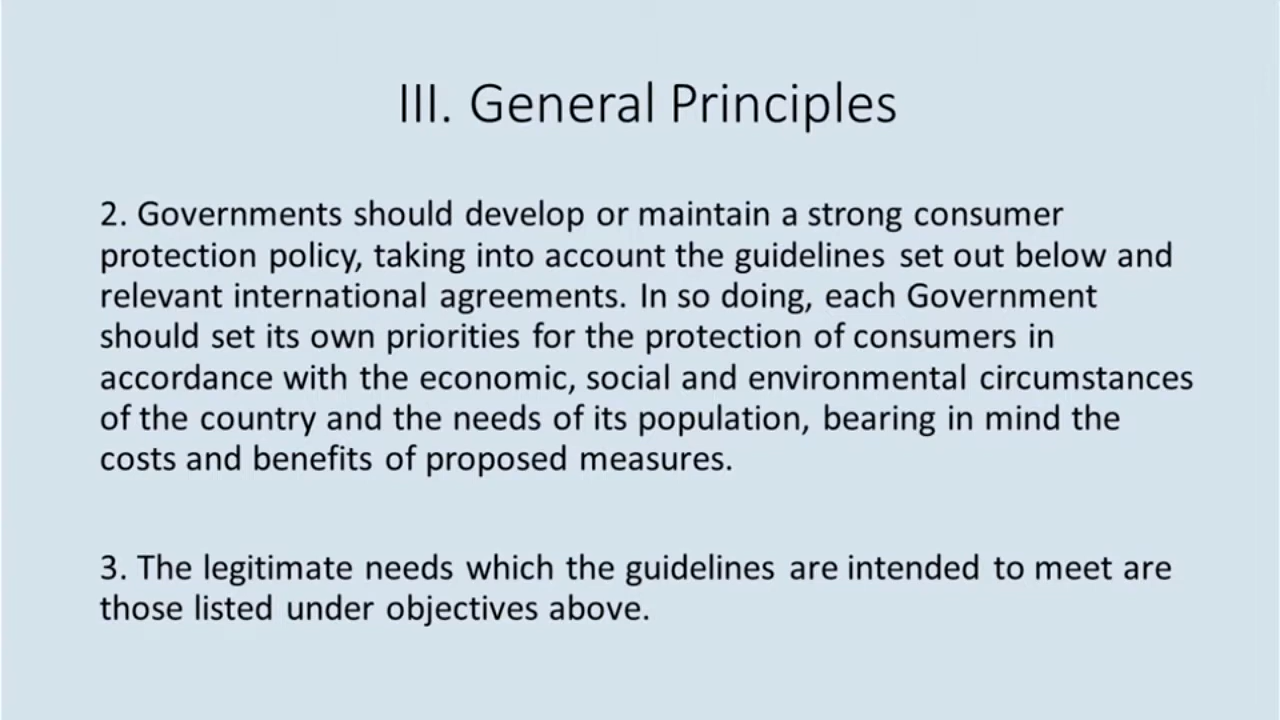 III. General Principles
2. Governments should develop or maintain a strong consumer
protection policy, taking into account the guidelines set out below and
relevant international agreements. In so doing, each Government
should set its own priorities for the protection of consumers in
accordance with the economic, social and environmental circumstances
of the country and the needs of its population, bearing in mind the
costs and benefits of proposed measures.
3. The legitimate needs which the guidelines are intended to meet are
those listed under objectives above.